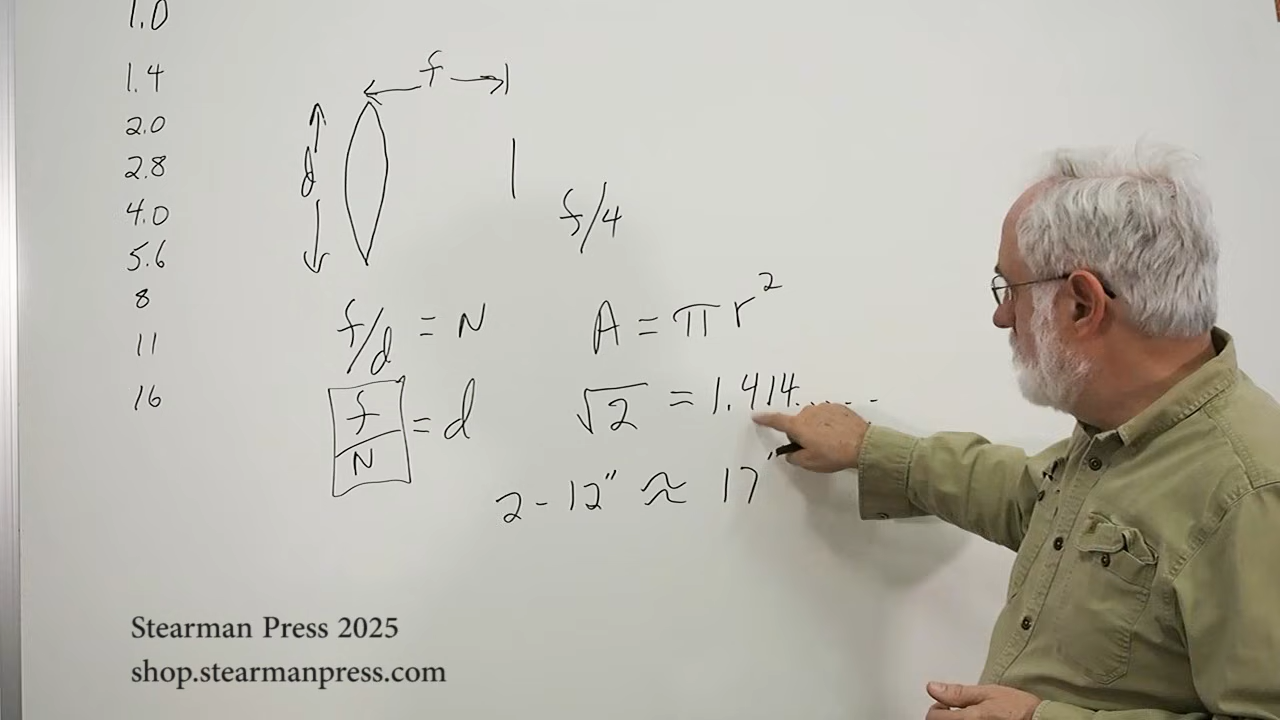 1.0
1.4
2.0
2.8
4.0
5.6
8
11
16
f
d
f/4
f/d = N
A = π r²
f/N = d
√2 = 1.414.....
2 - 12" ≈ 17"
Stearman Press 2025
shop.stearmanpress.com